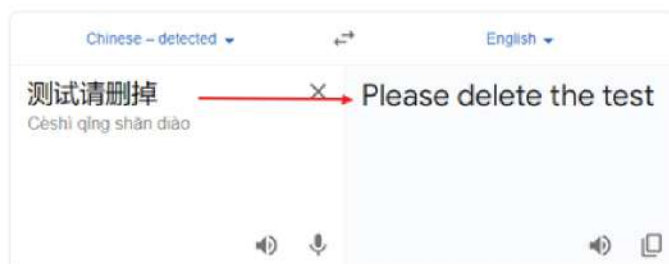 Chinese – detected
English
测试请删掉
Cèshì qǐng shān diào
Please delete the test